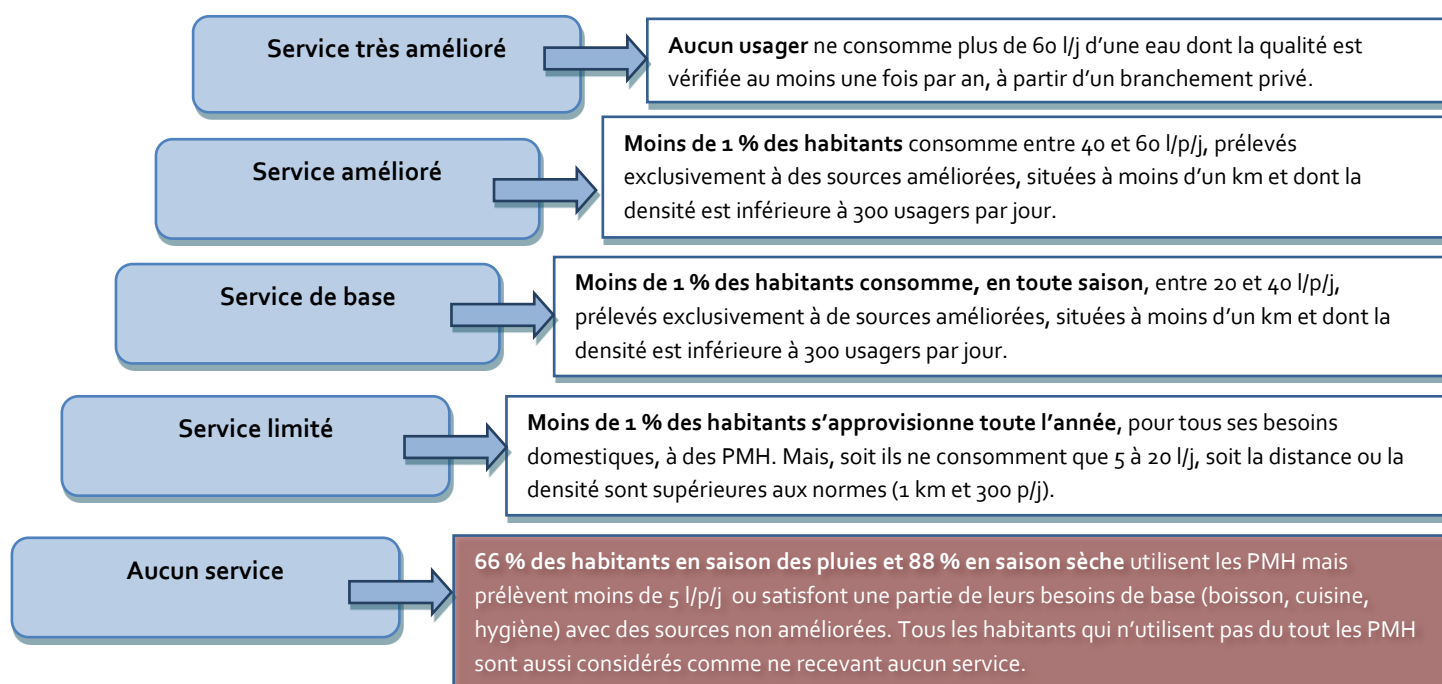 Service très amélioré
Aucun usager ne consomme plus de 60 l/j d'une eau dont la qualité est
vérifiée au moins une fois par an, à partir d'un branchement privé.
Service amélioré
Moins de 1 % des habitants consomme entre 40 et 60 l/p/j, prélevés
exclusivement à des sources améliorées, situées à moins d'un km et dont la
densité est inférieure à 300 usagers par jour.
Service de base
Moins de 1 % des habitants consomme, en toute saison, entre 20 et 40 l/p/j,
prélevés exclusivement à de sources améliorées, situées à moins d'un km et dont la
densité est inférieure à 300 usagers par jour.
Service limité
Moins de 1 % des habitants s'approvisionne toute l'année, pour tous ses besoins
domestiques, à des PMH. Mais, soit ils ne consomment que 5 à 20 l/j, soit la distance ou la
densité sont supérieures aux normes (1 km et 300 p/j).
Aucun service
66 % des habitants en saison des pluies et 88 % en saison sèche utilisent les PMH mais
prélèvent moins de 5 l/p/j ou satisfont une partie de leurs besoins de base (boisson, cuisine,
hygiène) avec des sources non améliorées. Tous les habitants qui n'utilisent pas du tout les PMH
sont aussi considérés comme ne recevant aucun service.